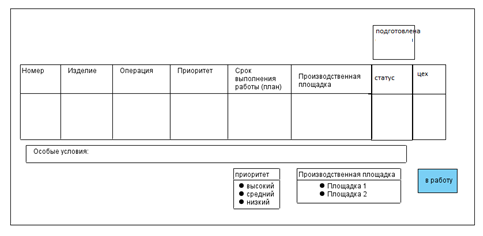 подготовлена
Номер Изделие Операция Приоритет Срок выполнения работы (план) Производственная площадка статус цех
Особые условия:
приоритет
высокий
средний
низкий
Производственная площадка
Площадка 1
Площадка 2
в работу